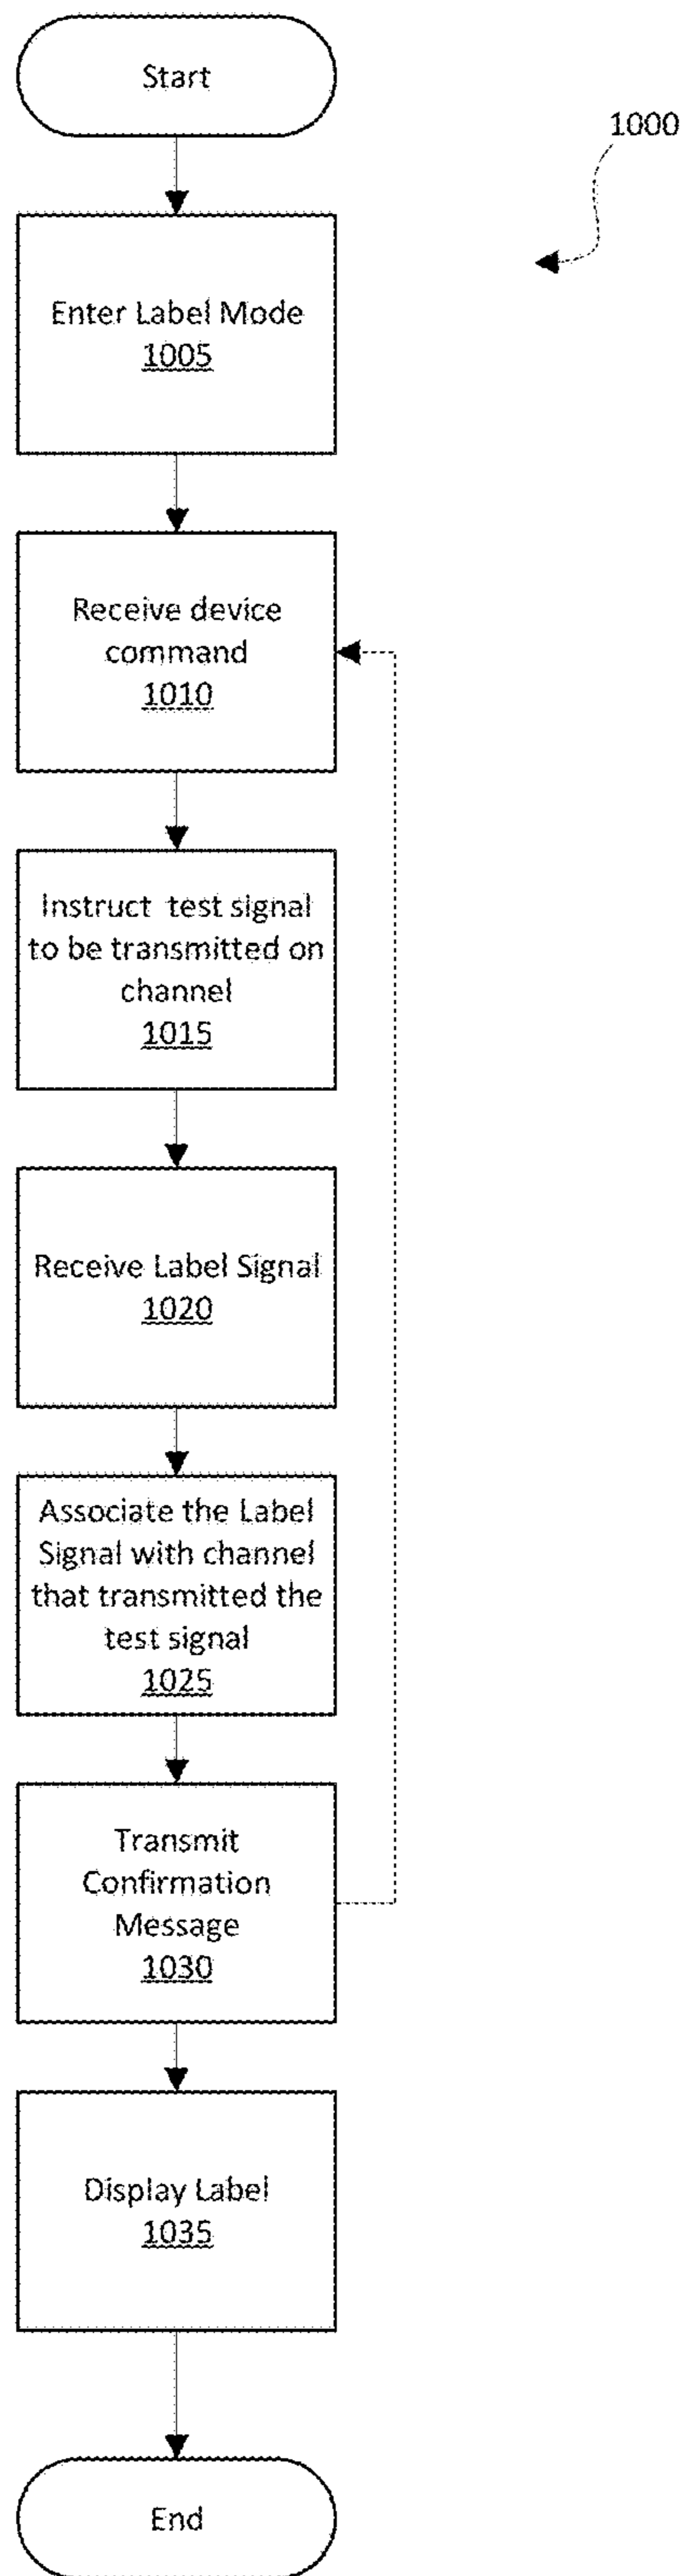 Start
1000
Enter Label Mode
1005
Receive device
command
1010
Instruct test signal
to be transmitted on
channel
1015
Receive Label Signal
1020
Associate the Label
Signal with channel
that transmitted the
test signal
1025
Transmit
Confirmation
Message
1030
Display Label
1035
End